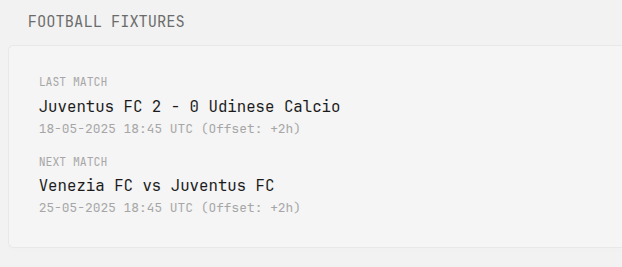 FOOTBALL FIXTURES
LAST MATCH
Juventus FC 2 - 0 Udinese Calcio
18-05-2025 18:45 UTC (Offset: +2h)
NEXT MATCH
Venezia FC vs Juventus FC
25-05-2025 18:45 UTC (Offset: +2h)